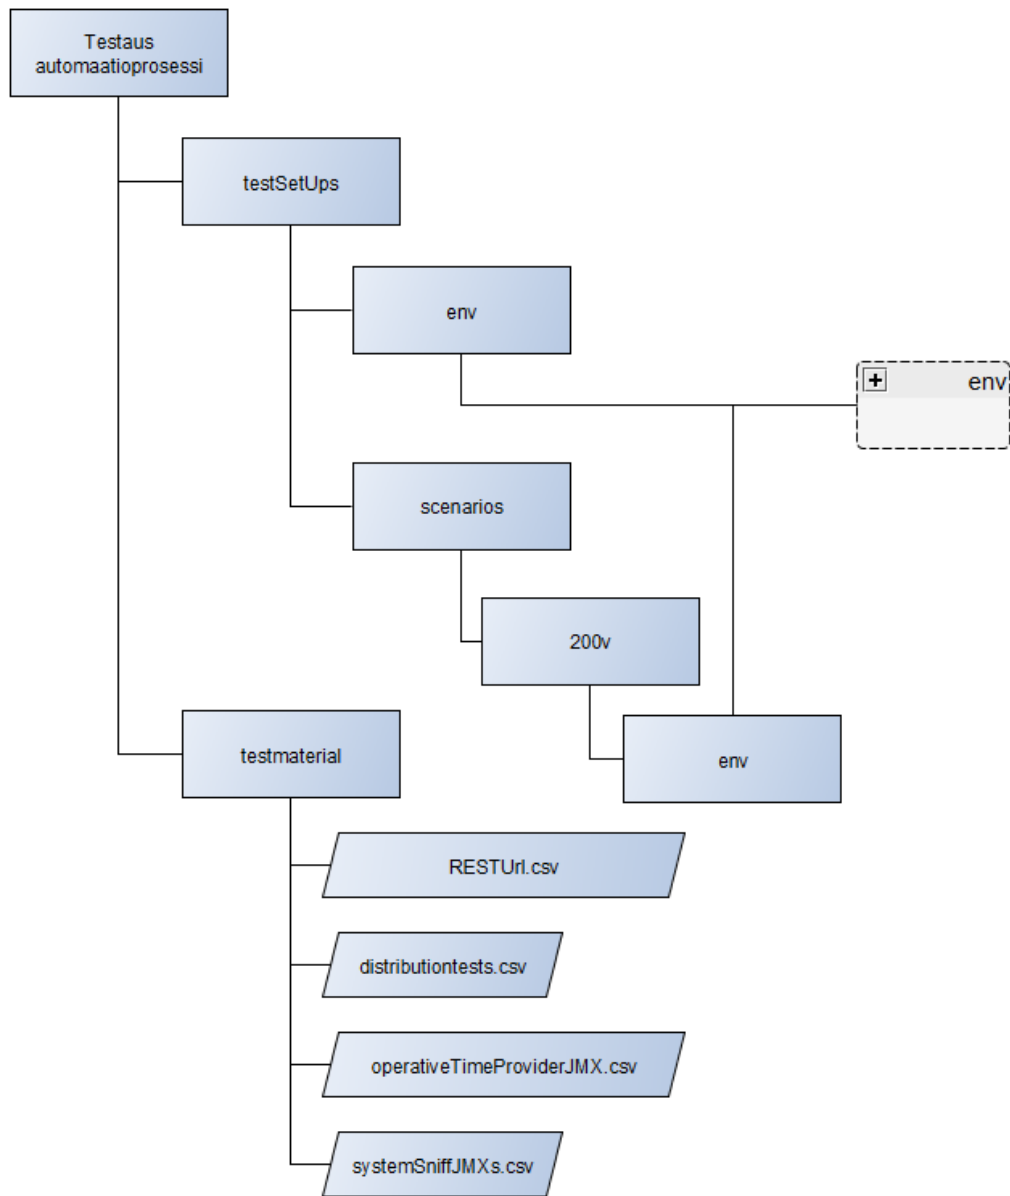 Testaus
automaatioprosessi
testSetUps
env
env
scenarios
200v
testmaterial
env
RESTUrl.csv
distributiontests.csv
operativeTimeProviderJMX.csv
systemSniffJMXs.csv